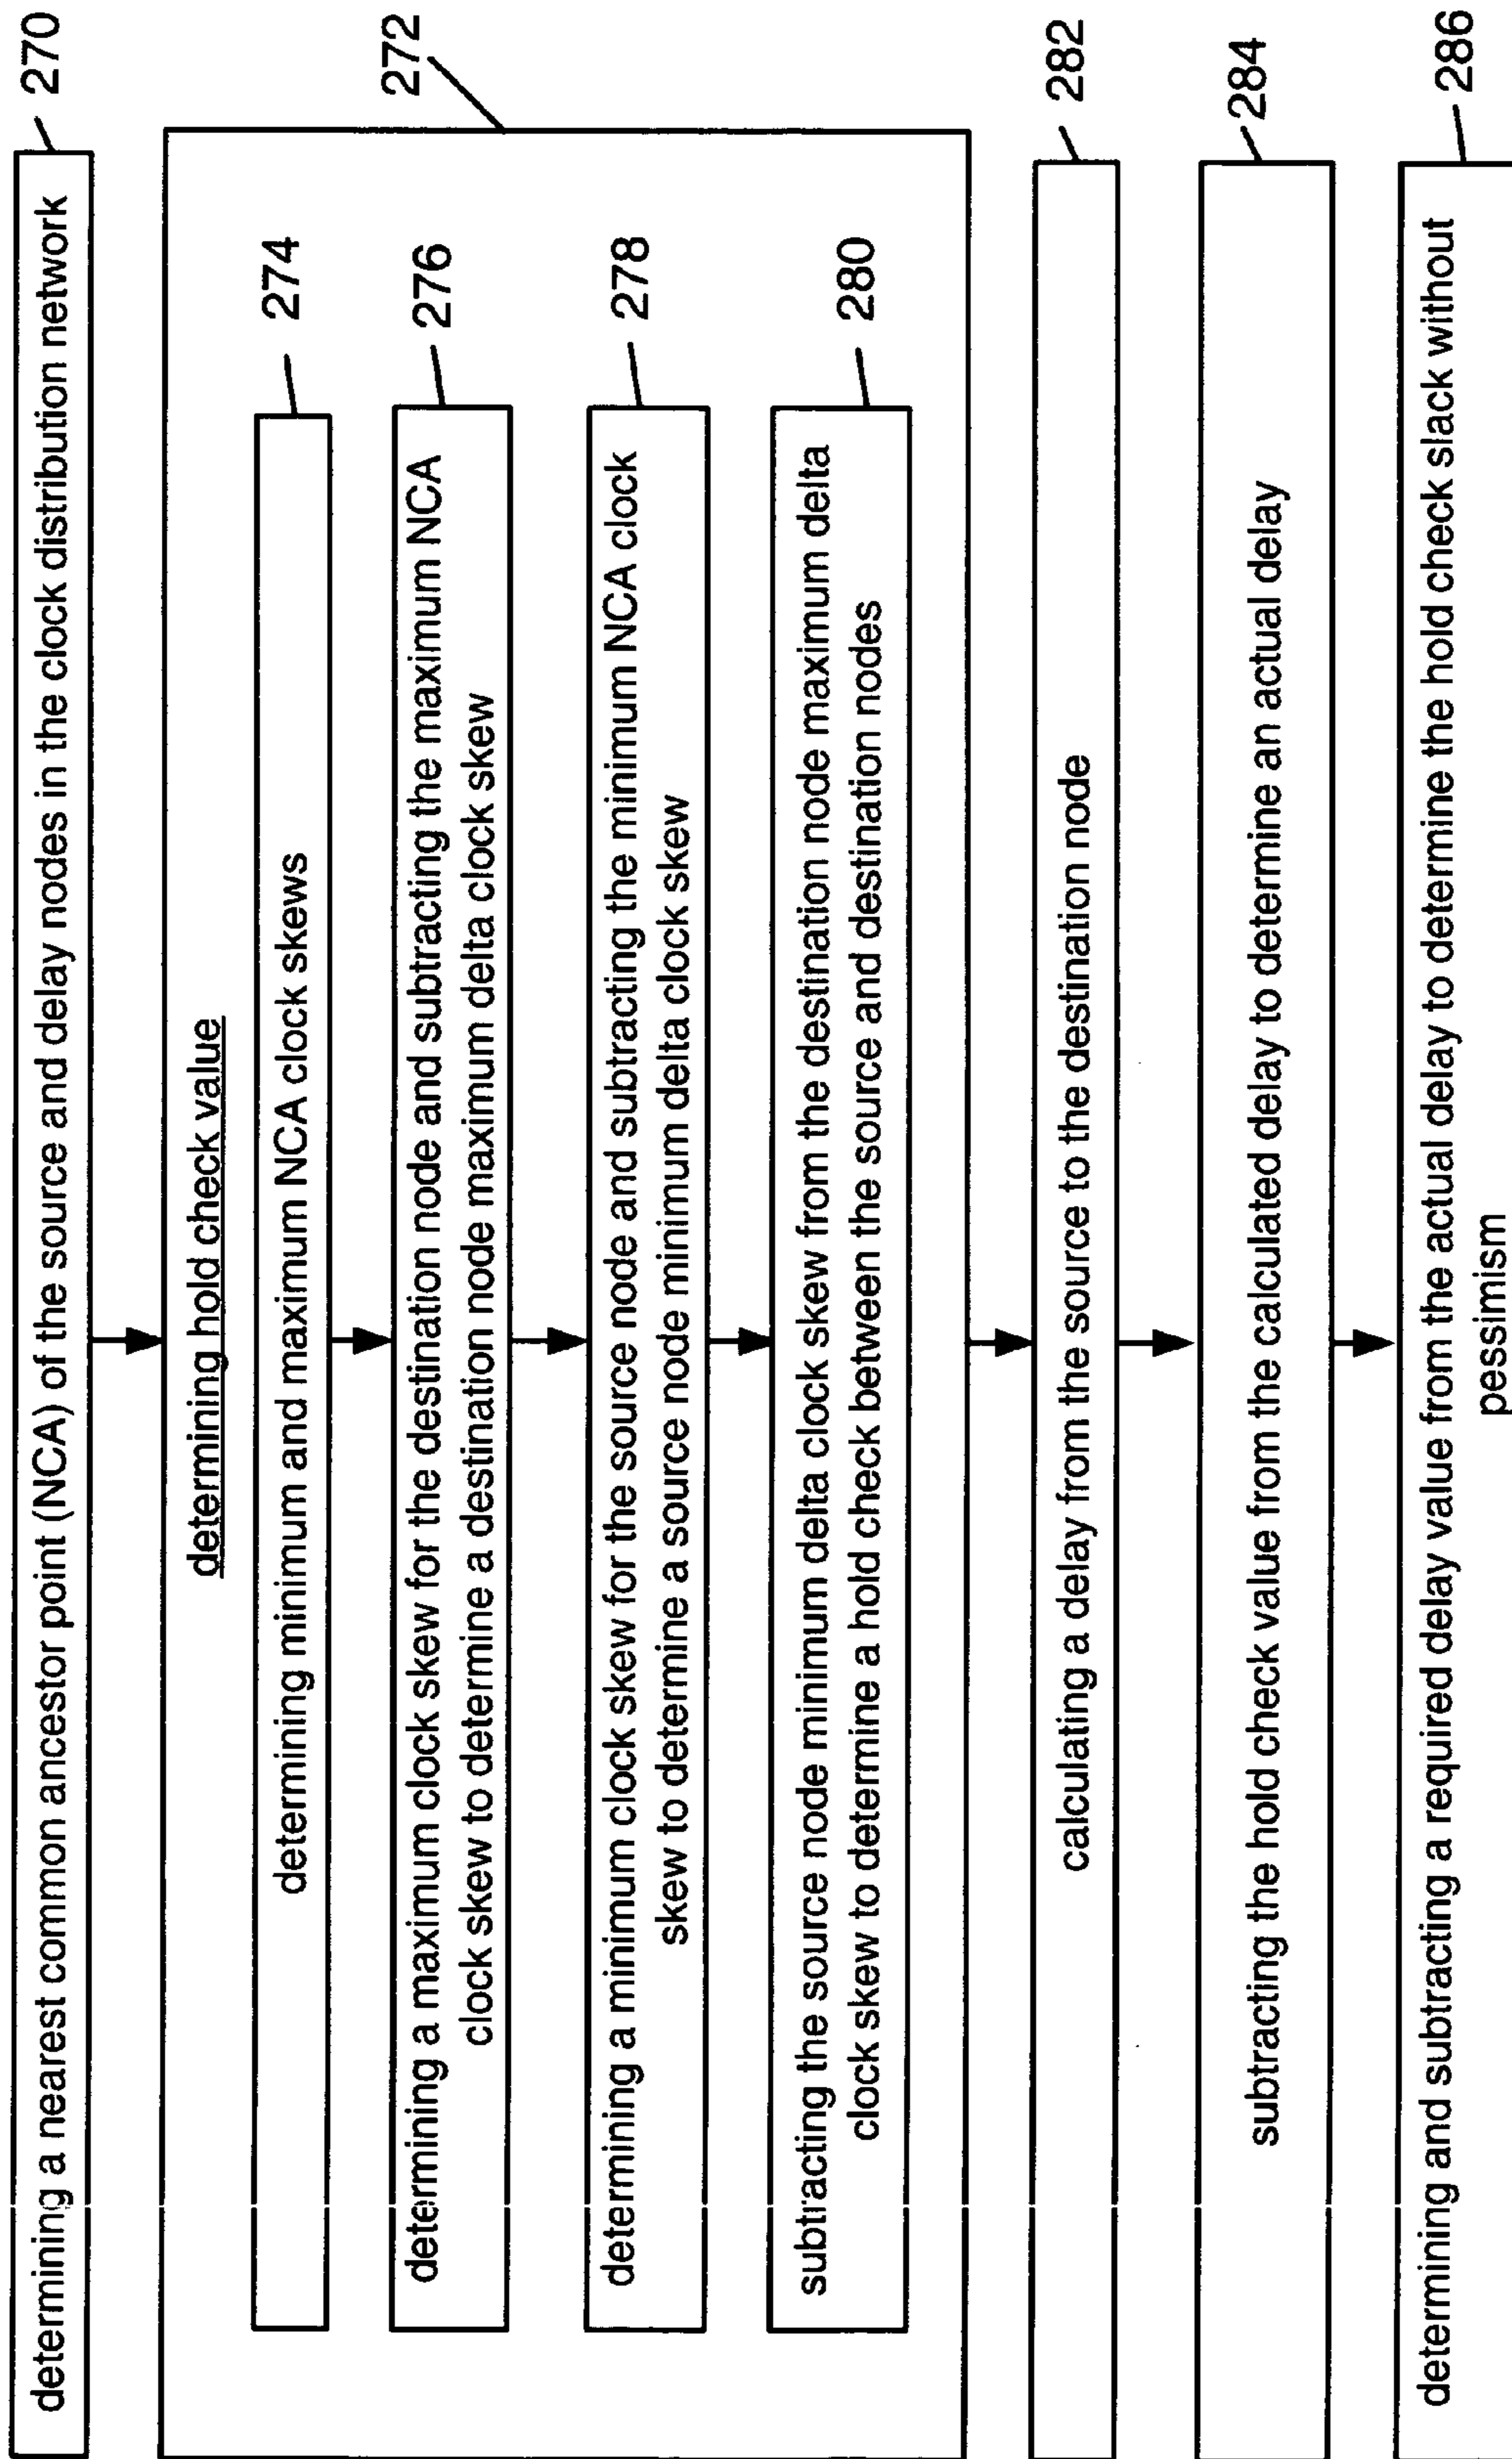 determining a nearest common ancestor point (NCA) of the source and delay nodes in the clock distribution network
270
272
determining hold check value
determining minimum and maximum NCA clock skews
274
determining a maximum clock skew for the destination node and subtracting the maximum NCA
clock skew to determine a destination node maximum delta clock skew
276
determining a minimum clock skew for the source node and subtracting the minimum NCA clock
skew to determine a source node minimum delta clock skew
278
subtracting the source node minimum delta clock skew from the destination node maximum delta
clock skew to determine a hold check between the source and destination nodes
280
calculating a delay from the source to the destination node
282
subtracting the hold check value from the calculated delay to determine an actual delay
284
determining and subtracting a required delay value from the actual delay to determine the hold check slack without
pessimism
286